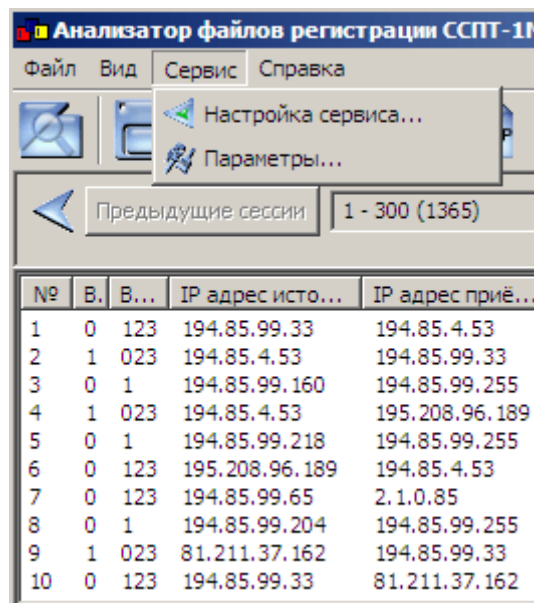 Анализатор файлов регистрации ССПТ-1
Файл Вид Сервис Справка
Настройка сервиса...
Параметры...
Предыдущие сессии 1 - 300 (1365)
№ В. В... IP адрес исто... IP адрес приё...
1 0 123 194.85.99.33 194.85.4.53
2 1 023 194.85.4.53 194.85.99.33
3 0 1 194.85.99.160 194.85.99.255
4 1 023 194.85.4.53 195.208.96.189
5 0 1 194.85.99.218 194.85.99.255
6 0 123 195.208.96.189 194.85.4.53
7 0 123 194.85.99.65 2.1.0.85
8 0 1 194.85.99.204 194.85.99.255
9 1 023 81.211.37.162 194.85.99.33
10 0 123 194.85.99.33 81.211.37.162